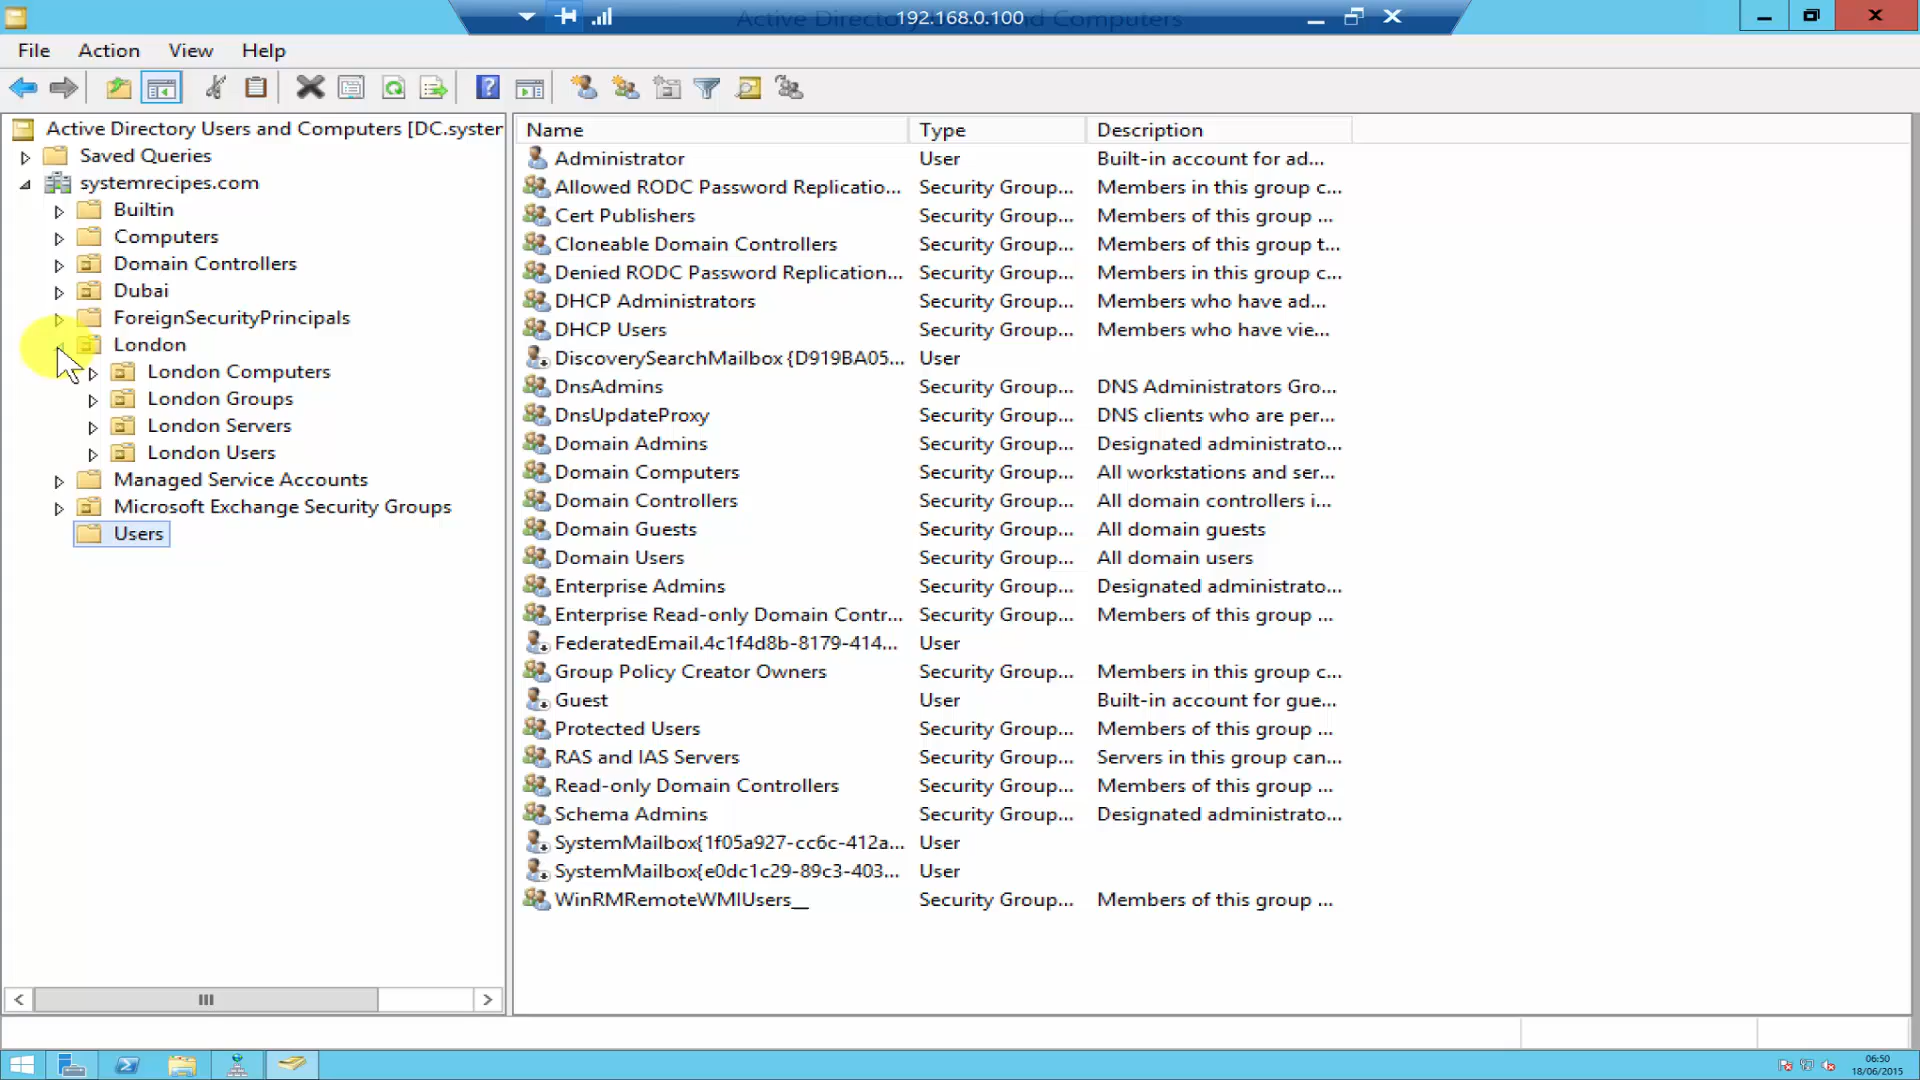 Active Directory Users and Computers
192.168.0.100
File Action View Help
Active Directory Users and Computers [DC.syster
Saved Queries
systemrecipes.com
Builtin
Computers
Domain Controllers
Dubai
ForeignSecurityPrincipals
London
London Computers
London Groups
London Servers
London Users
Managed Service Accounts
Microsoft Exchange Security Groups
Users
Name Type Description
Administrator User Built-in account for ad...
Allowed RODC Password Replicatio... Security Group... Members in this group c...
Cert Publishers Security Group... Members of this group ...
Cloneable Domain Controllers Security Group... Members of this group t...
Denied RODC Password Replication... Security Group... Members in this group c...
DHCP Administrators Security Group... Members who have ad...
DHCP Users Security Group... Members who have vie...
DiscoverySearchMailbox {D919BA05... User
DnsAdmins Security Group... DNS Administrators Gro...
DnsUpdateProxy Security Group... DNS clients who are per...
Domain Admins Security Group... Designated administrato...
Domain Computers Security Group... All workstations and ser...
Domain Controllers Security Group... All domain controllers i...
Domain Guests Security Group... All domain guests
Domain Users Security Group... All domain users
Enterprise Admins Security Group... Designated administrato...
Enterprise Read-only Domain Contr... Security Group... Members of this group ...
FederatedEmail.4c1f4d8b-8179-414... User
Group Policy Creator Owners Security Group... Members in this group c...
Guest User Built-in account for gue...
Protected Users Security Group... Members of this group ...
RAS and IAS Servers Security Group... Servers in this group can...
Read-only Domain Controllers Security Group... Members of this group ...
Schema Admins Security Group... Designated administrato...
SystemMailbox{1f05a927-cc6c-412a... User
SystemMailbox{e0dc1c29-89c3-403... User
WinRMRemoteWMIUsers__ Security Group... Members of this group ...
06:50
18/06/2015